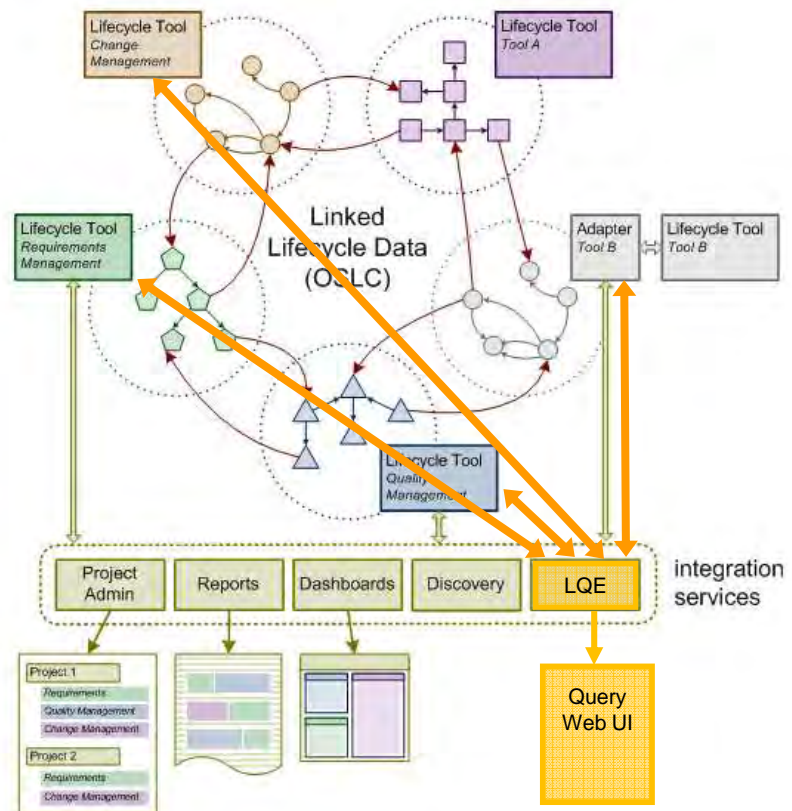 Lifecycle Tool
Change
Management
Lifecycle Tool
Tool A
Linked
Lifecycle Data
(OSLC)
Lifecycle Tool
Requirements
Management
Adapter
Tool B
Lifecycle Tool
Tool B
Lifecycle Tool
Quality
Management
Project
Admin
Reports
Dashboards
Discovery
LQE
integration
services
Project 1
Requirements
Quality Management
Change Management
Project 2
Requirements
Change Management
Query
Web UI